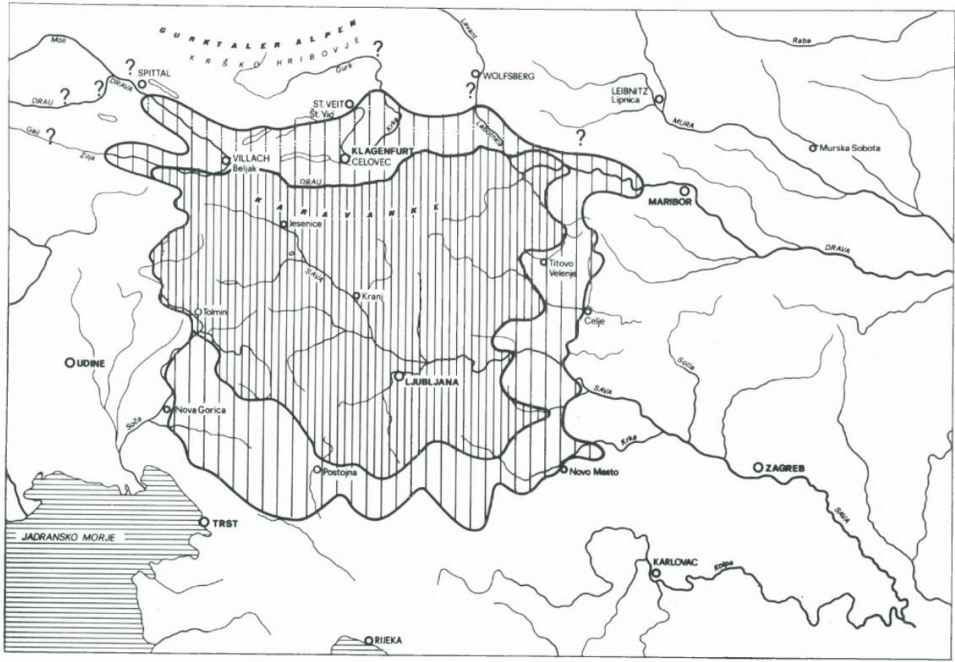 GURKTALER ALPEN
KRŠKO HRIBOVJE
?
Gurk
Möll
?
?
?
SPITTAL
DRAVA
DRAU
?
Gail
Zilja
Lavant
WOLFSBERG
?
Raba
LEIBNITZ
Lipnica
MURA
Murska Sobota
ST. VEIT
Št. Vid
Krka
Labotnica
?
KLAGENFURT
CELOVEC
VILLACH
Beljak
DRAU
KARAVANKE
MARIBOR
DRAVA
Jesenice
SAVA
Titovo
Velenje
Kranj
Tolmin
Celje
UDINE
LJUBLJANA
Sotla
SAVA
Nova Gorica
Soča
Krka
Postojna
Novo Mesto
ZAGREB
SAVA
TRST
JADRANSKO MORJE
KARLOVAC
Kolpa
RIJEKA